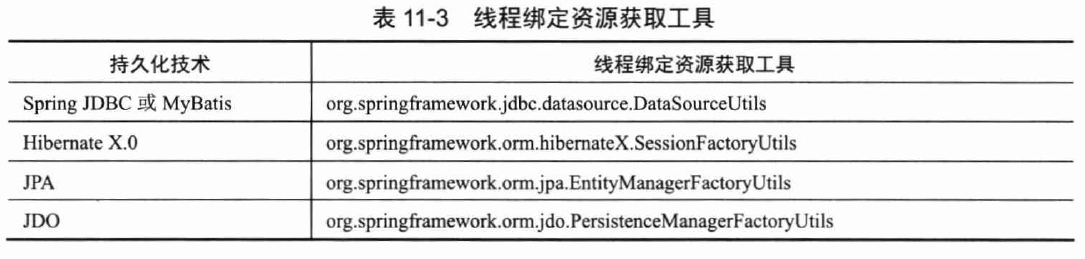 表 11-3 线程绑定资源获取工具
持久化技术 线程绑定资源获取工具
Spring JDBC 或 MyBatis org.springframework.jdbc.datasource.DataSourceUtils
Hibernate X.0 org.springframework.orm.hibernateX.SessionFactoryUtils
JPA org.springframework.orm.jpa.EntityManagerFactoryUtils
JDO org.springframework.orm.jdo.PersistenceManagerFactoryUtils